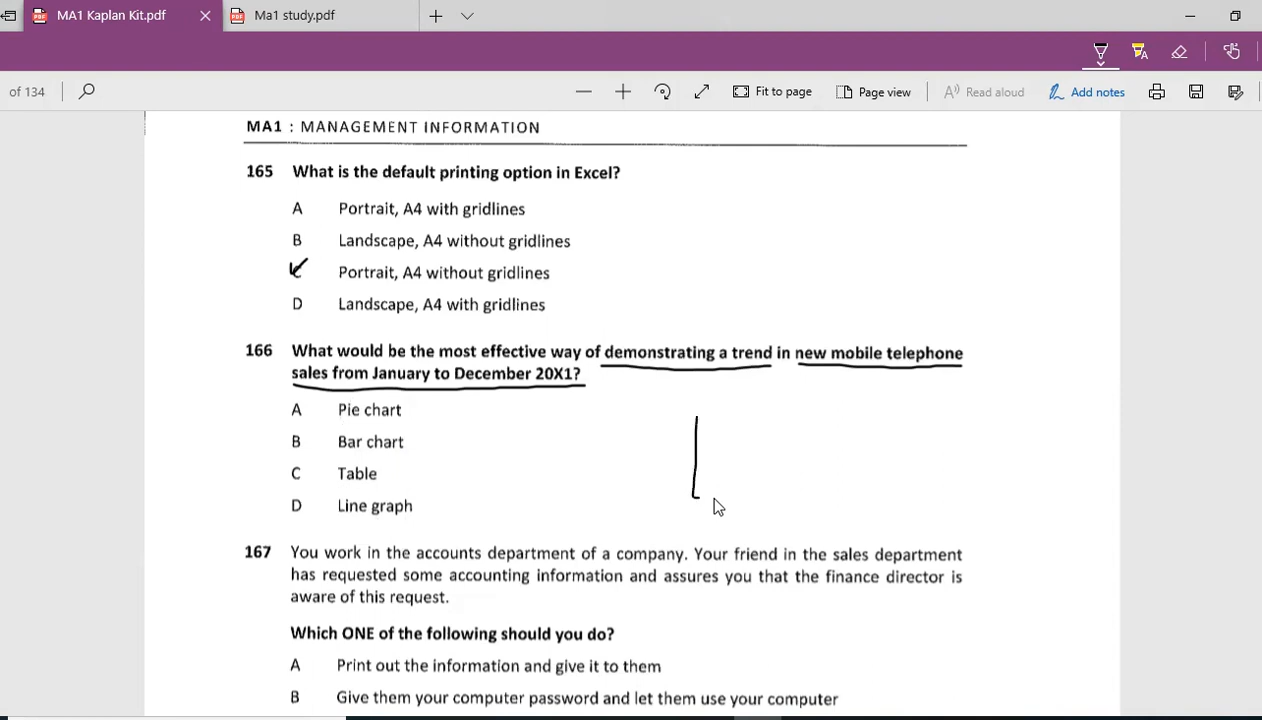 MA1 Kaplan Kit.pdf
Ma1 study.pdf
of 134
Fit to page
Page view
Read aloud
Add notes
MA1 : MANAGEMENT INFORMATION
165 What is the default printing option in Excel?
A Portrait, A4 with gridlines
B Landscape, A4 without gridlines
C Portrait, A4 without gridlines
D Landscape, A4 with gridlines
166 What would be the most effective way of demonstrating a trend in new mobile telephone
sales from January to December 20X1?
A Pie chart
B Bar chart
C Table
D Line graph
167 You work in the accounts department of a company. Your friend in the sales department
has requested some accounting information and assures you that the finance director is
aware of this request.
Which ONE of the following should you do?
A Print out the information and give it to them
B Give them your computer password and let them use your computer